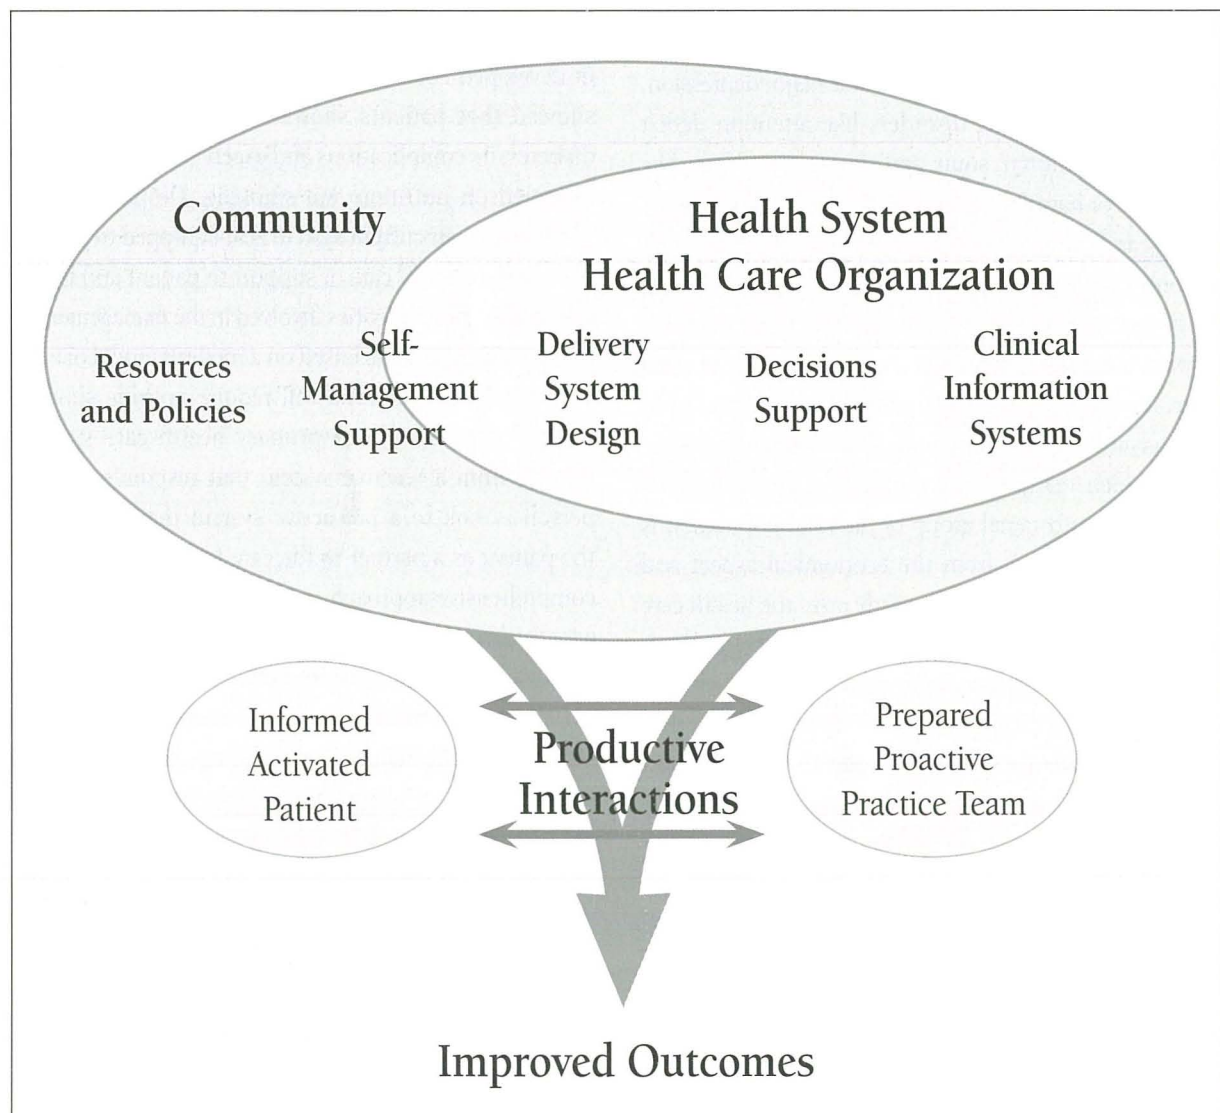 Community
Health System
Health Care Organization
Resources
and Policies
Self-
Management
Support
Delivery
System
Design
Decisions
Support
Clinical
Information
Systems
Informed
Activated
Patient
Productive
Interactions
Prepared
Proactive
Practice Team
Improved Outcomes